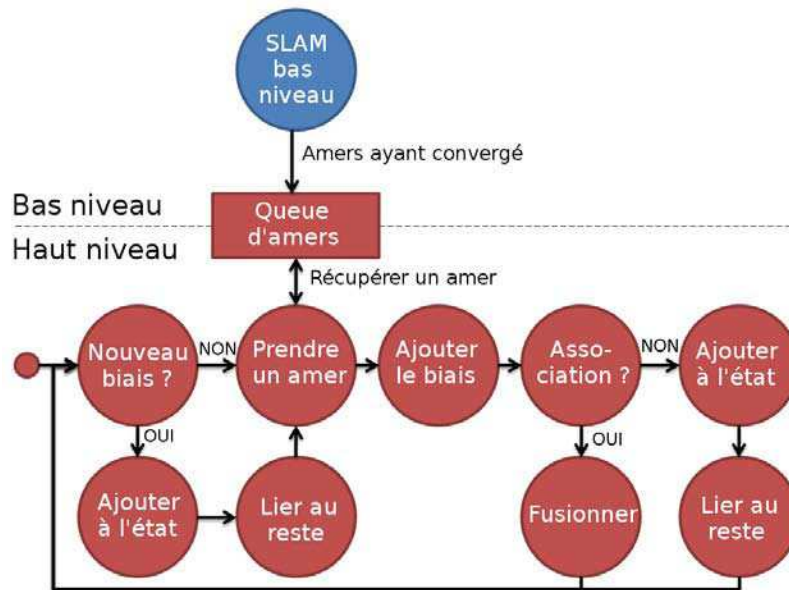 SLAM
bas
niveau
Amers ayant convergé
Bas niveau
Queue
d'amers
Haut niveau
Récupérer un amer
Nouveau
biais ?
NON
Prendre
un amer
Ajouter
le biais
Asso-
ciation ?
NON
Ajouter
à l'état
OUI
OUI
Ajouter
à l'état
Lier au
reste
Fusionner
Lier au
reste